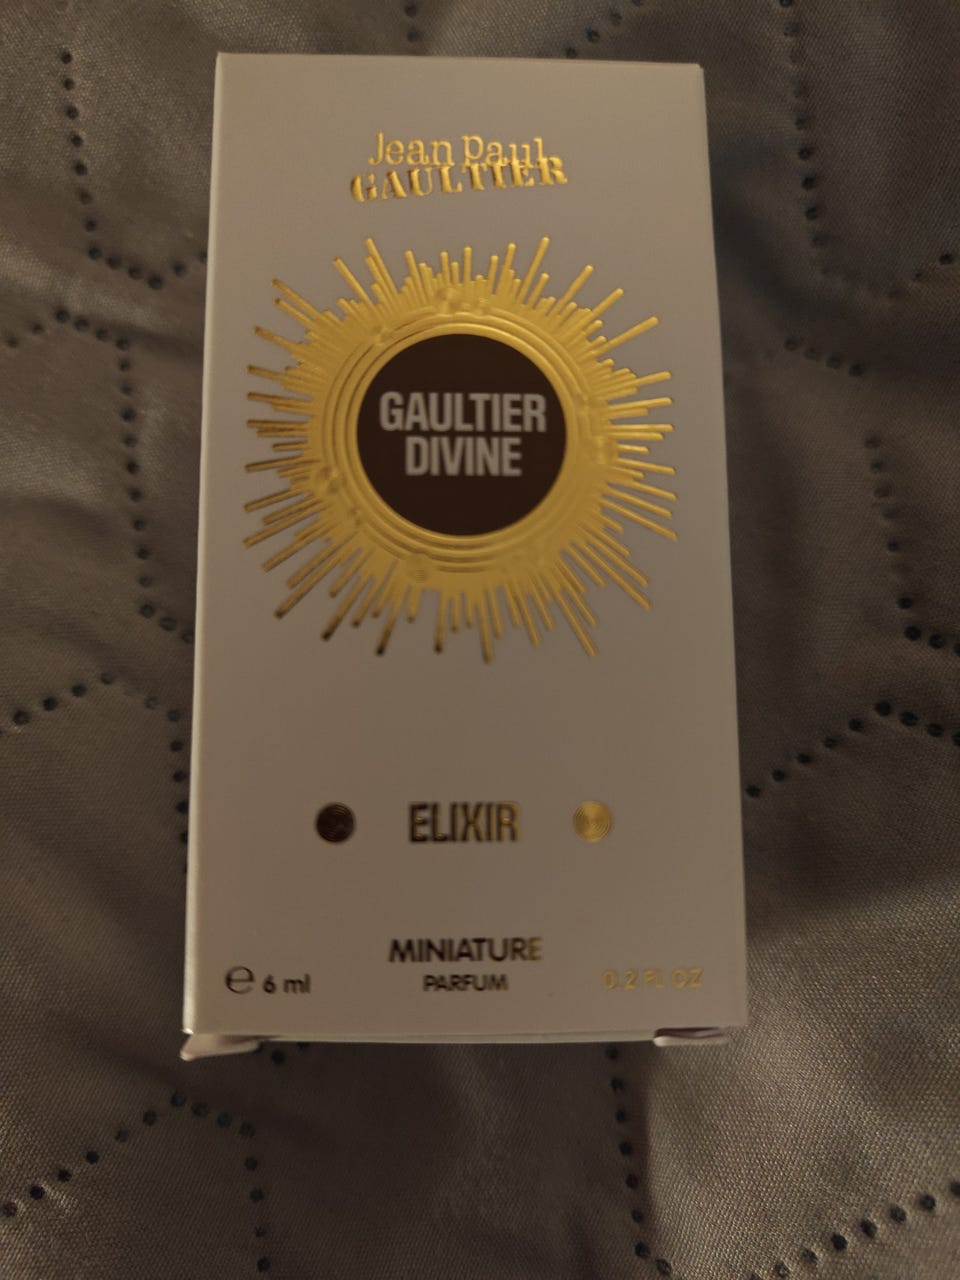 Jean Paul
GAULTIER
GAULTIER
DIVINE
ELIXIR
MINIATURE
PARFUM
e 6 ml
0.2 FL OZ